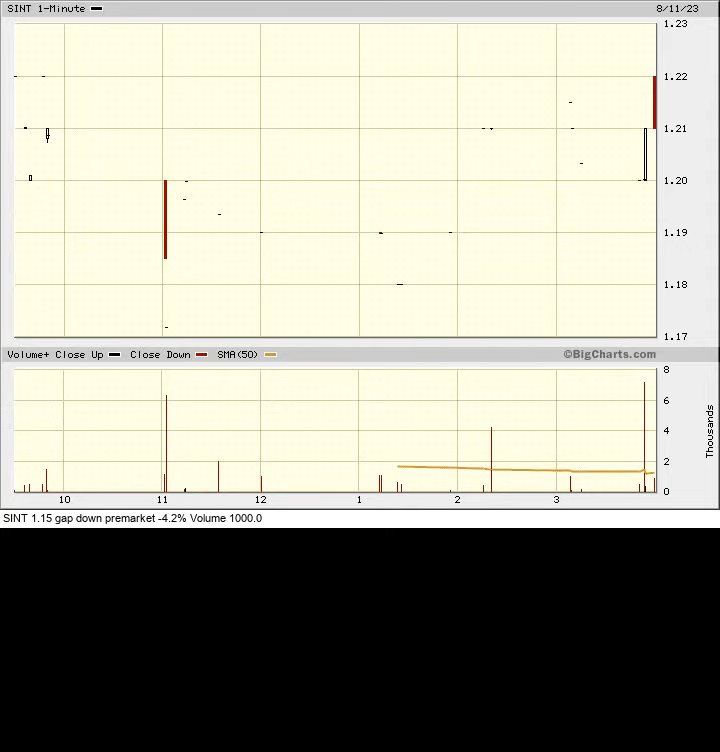 SINT 1-Minute 8/11/23
1.23
1.22
1.21
1.20
1.19
1.18
1.17
Volume+ Close Up Close Down SMA(50) ©BigCharts.com
8
6
4
2
0
Thousands
10 11 12 1 2 3
SINT 1.15 gap down premarket -4.2% Volume 1000.0